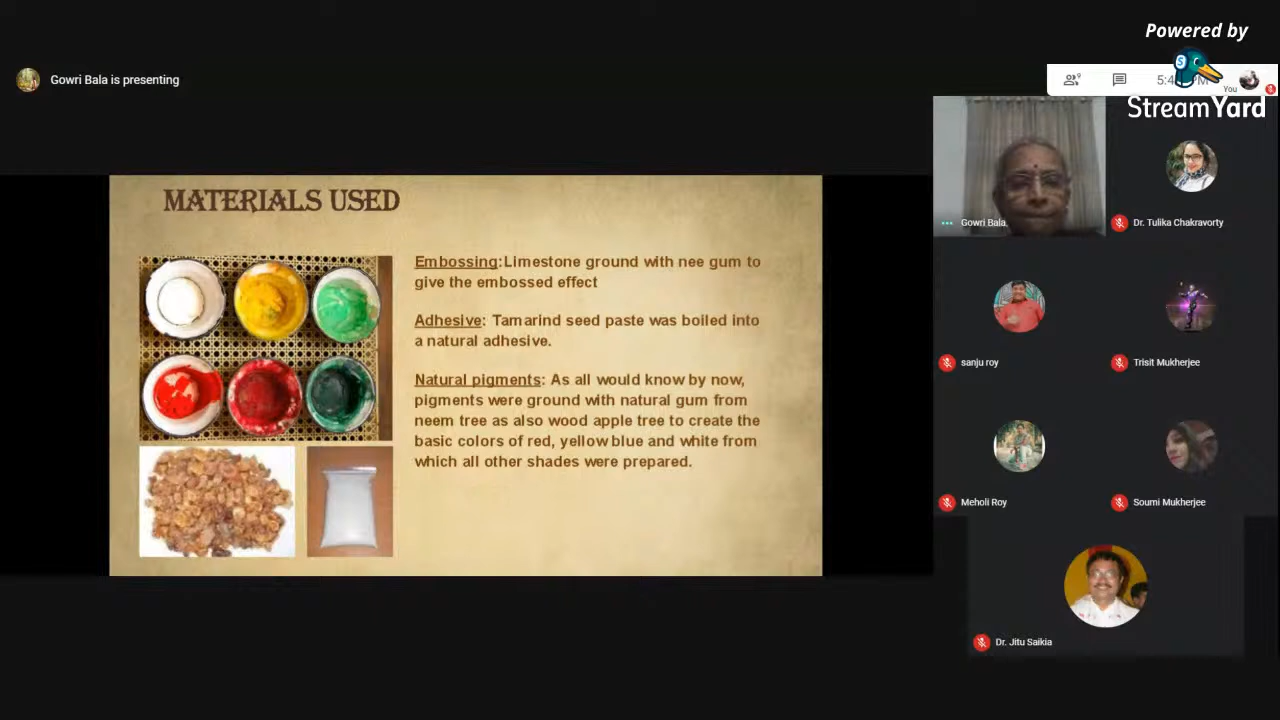 Powered by
StreamYard
Gowri Bala is presenting
9
You
MATERIALS USED
Embossing:Limestone ground with nee gum to
give the embossed effect
Adhesive: Tamarind seed paste was boiled into
a natural adhesive.
Natural pigments: As all would know by now,
pigments were ground with natural gum from
neem tree as also wood apple tree to create the
basic colors of red, yellow blue and white from
which all other shades were prepared.
Gowri Bala
Dr. Tulika Chakravorty
sanju roy
Trisit Mukherjee
Meholi Roy
Soumi Mukherjee
Dr. Jitu Saikia